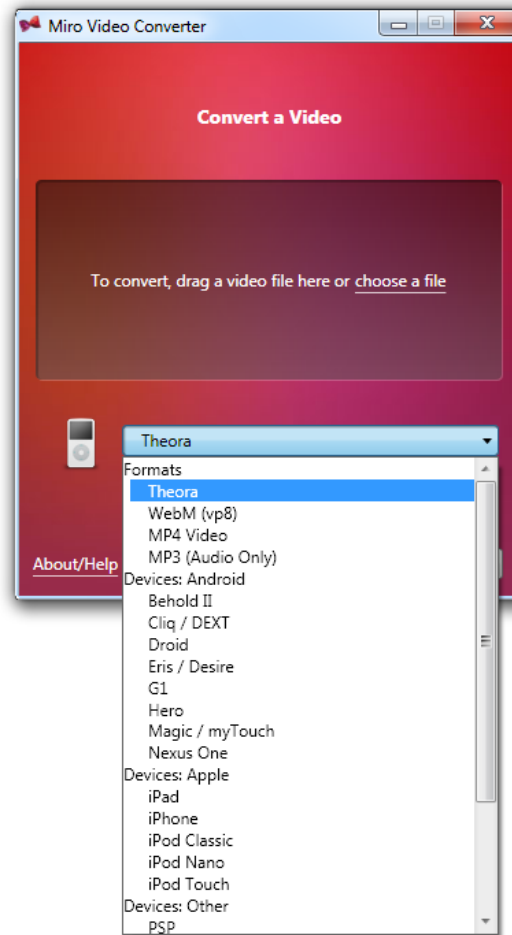 Miro Video Converter
Convert a Video
To convert, drag a video file here or choose a file
Theora
Formats
Theora
WebM (vp8)
MP4 Video
MP3 (Audio Only)
About/Help
Devices: Android
Behold II
Cliq / DEXT
Droid
Eris / Desire
G1
Hero
Magic / myTouch
Nexus One
Devices: Apple
iPad
iPhone
iPod Classic
iPod Nano
iPod Touch
Devices: Other
PSP